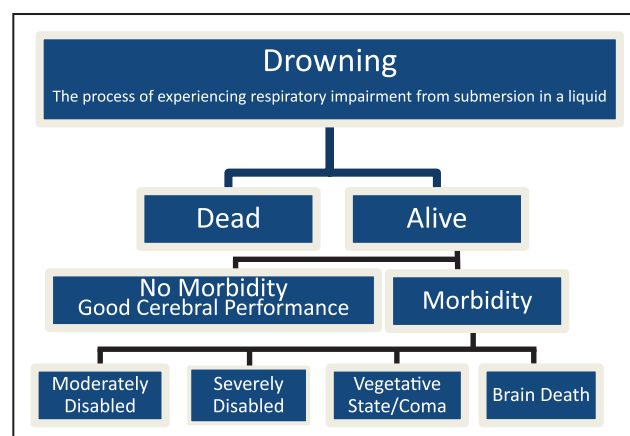 Drowning
The process of experiencing respiratory impairment from submersion in a liquid
Dead
Alive
No Morbidity
Good Cerebral Performance
Morbidity
Moderately
Disabled
Severely
Disabled
Vegetative
State/Coma
Brain Death